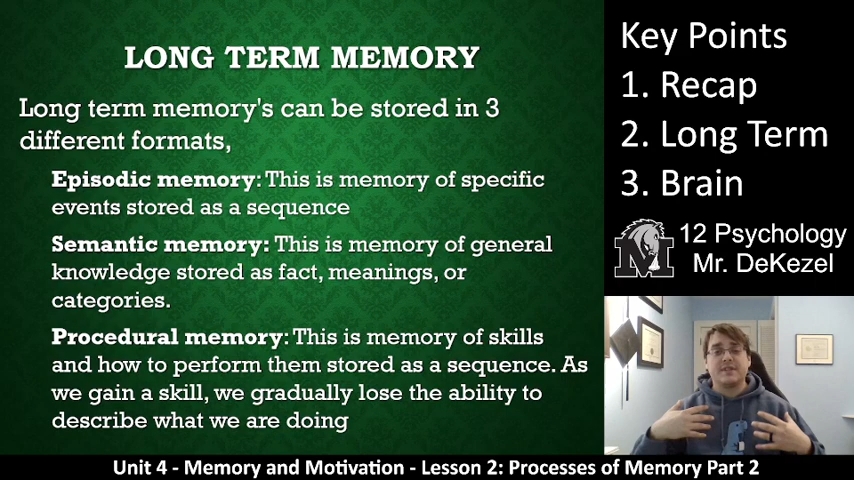 LONG TERM MEMORY
Long term memory's can be stored in 3
different formats,
Episodic memory: This is memory of specific
events stored as a sequence
Semantic memory: This is memory of general
knowledge stored as fact, meanings, or
categories.
Procedural memory: This is memory of skills
and how to perform them stored as a sequence. As
we gain a skill, we gradually lose the ability to
describe what we are doing
Key Points
1. Recap
2. Long Term
3. Brain
M
12 Psychology
Mr. DeKezel
Unit 4 - Memory and Motivation - Lesson 2: Processes of Memory Part 2